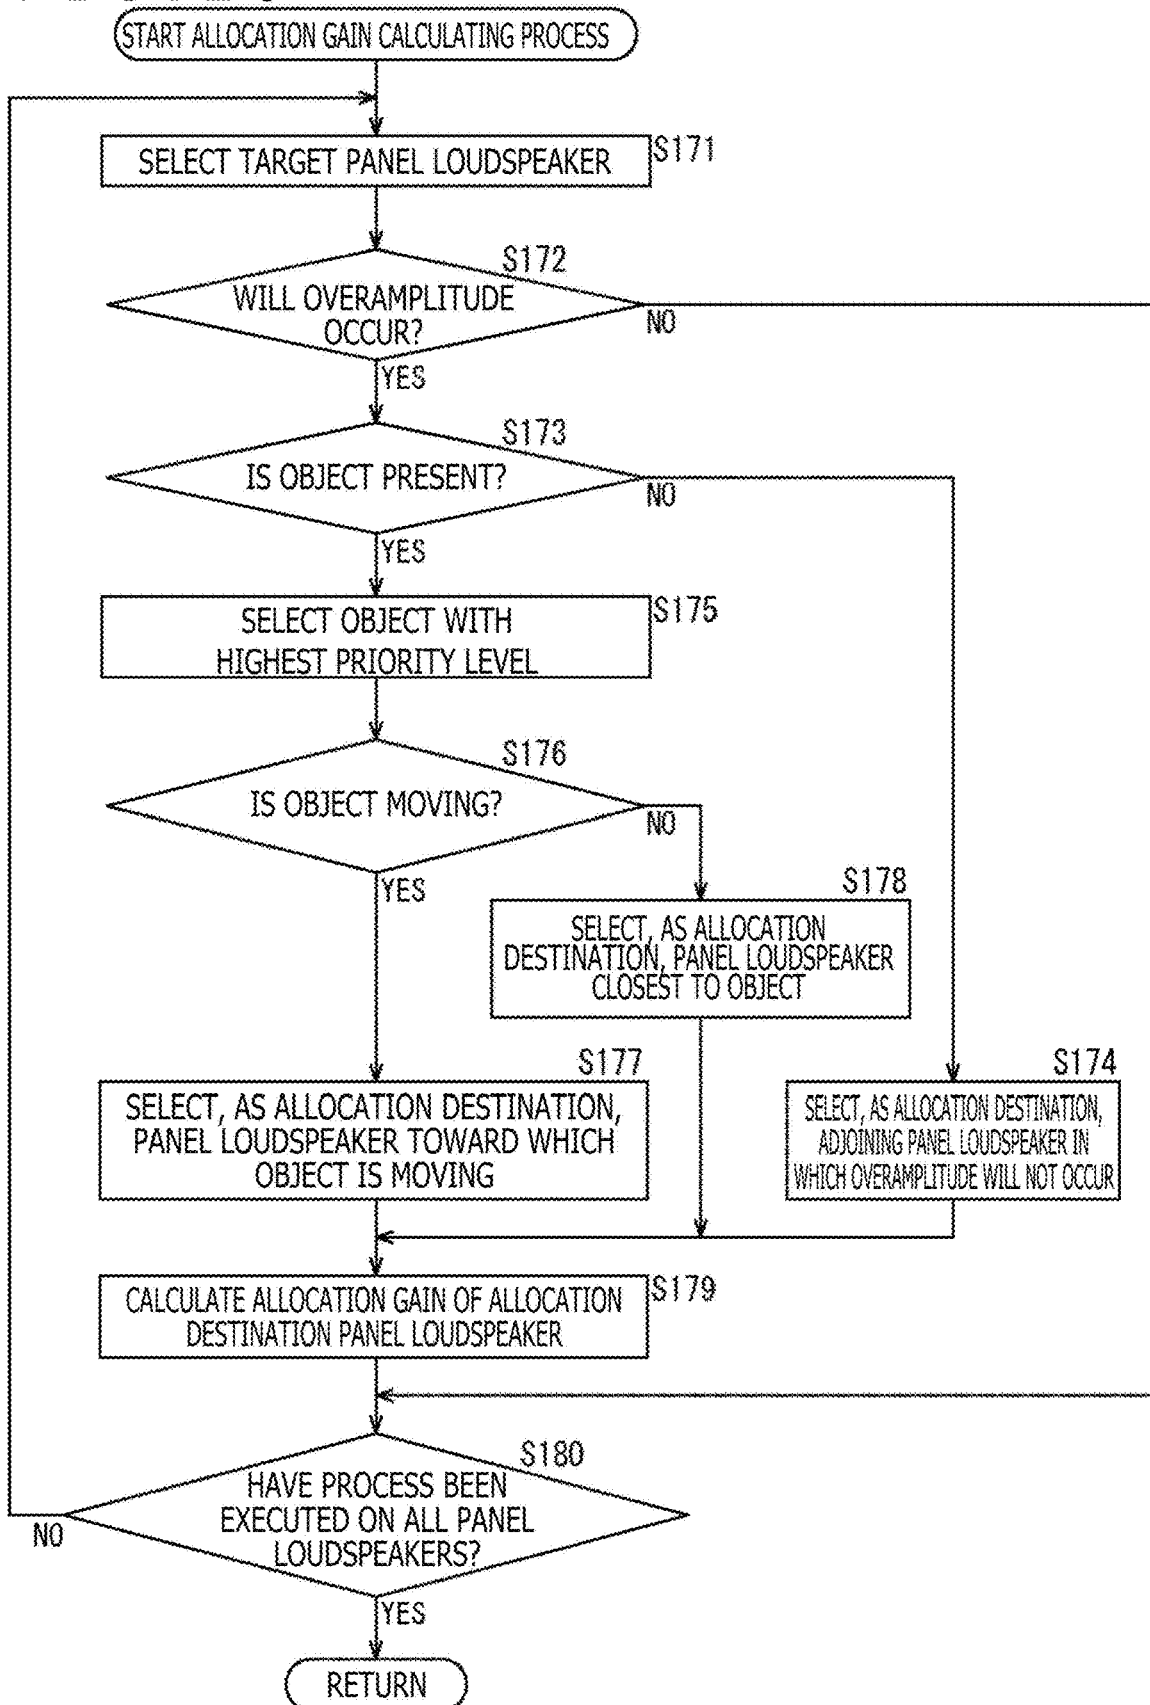 START ALLOCATION GAIN CALCULATING PROCESS
S171
SELECT TARGET PANEL LOUDSPEAKER
S172
WILL OVERAMPLITUDE
OCCUR?
NO
YES
S173
IS OBJECT PRESENT?
NO
YES
S175
SELECT OBJECT WITH
HIGHEST PRIORITY LEVEL
S176
IS OBJECT MOVING?
NO
YES
S178
SELECT, AS ALLOCATION
DESTINATION, PANEL LOUDSPEAKER
CLOSEST TO OBJECT
S177
SELECT, AS ALLOCATION DESTINATION,
PANEL LOUDSPEAKER TOWARD WHICH
OBJECT IS MOVING
S174
SELECT, AS ALLOCATION DESTINATION,
ADJOINING PANEL LOUDSPEAKER IN
WHICH OVERAMPLITUDE WILL NOT OCCUR
S179
CALCULATE ALLOCATION GAIN OF ALLOCATION
DESTINATION PANEL LOUDSPEAKER
S180
HAVE PROCESS BEEN
EXECUTED ON ALL PANEL
LOUDSPEAKERS?
NO
YES
RETURN